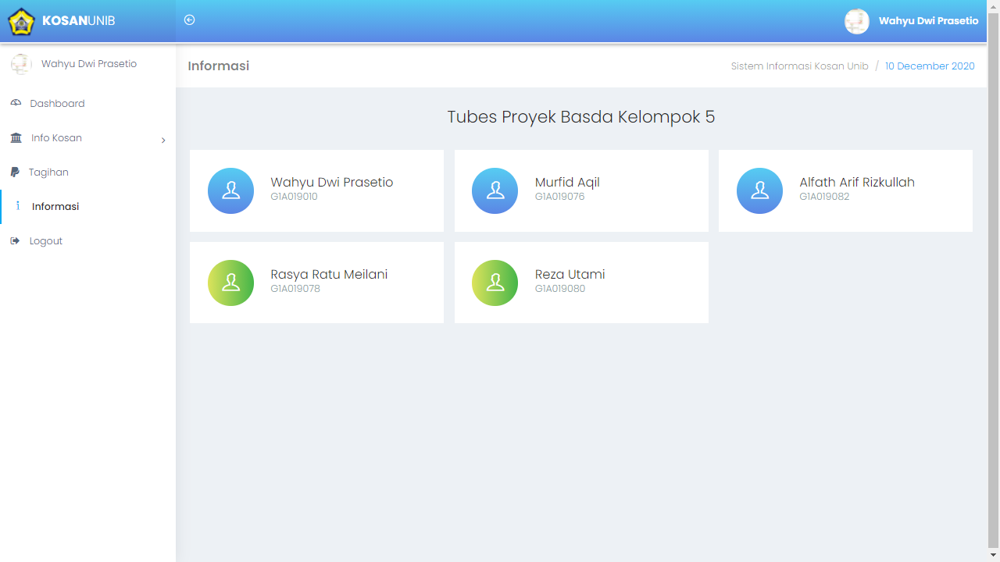 KOSANUNIB
Wahyu Dwi Prasetio
Wahyu Dwi Prasetio
Dashboard
Info Kosan
Tagihan
Informasi
Logout
Informasi
Sistem Informasi Kosan Unib / 10 December 2020
Tubes Proyek Basda Kelompok 5
Wahyu Dwi Prasetio
G1A019010
Murfid Aqil
G1A019076
Alfath Arif Rizkullah
G1A019082
Rasya Ratu Meilani
G1A019078
Reza Utami
G1A019080